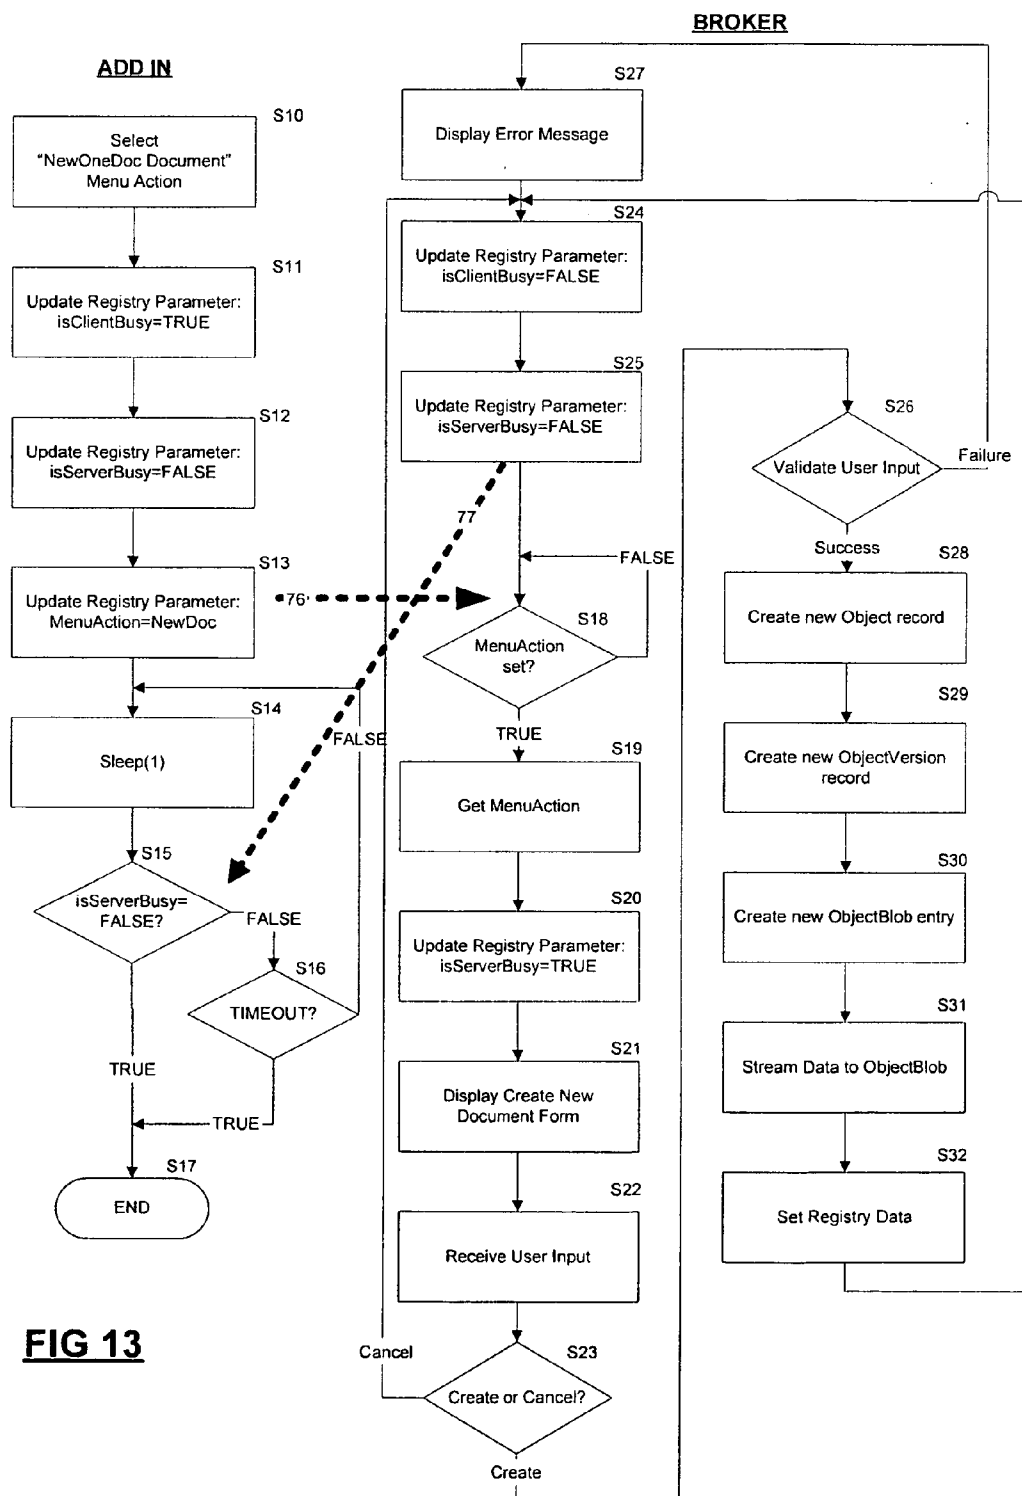 BROKER
ADD IN
S10
Select
"NewOneDoc Document"
Menu Action
S11
Update Registry Parameter:
isClientBusy=TRUE
S12
Update Registry Parameter:
isServerBusy=FALSE
S13
Update Registry Parameter:
MenuAction=NewDoc
76
S14
Sleep(1)
FALSE
S15
isServerBusy=
FALSE?
FALSE
S16
TIMEOUT?
TRUE
TRUE
S17
END
FIG 13
S27
Display Error Message
S24
Update Registry Parameter:
isClientBusy=FALSE
S25
Update Registry Parameter:
isServerBusy=FALSE
77
FALSE
S18
MenuAction
set?
TRUE
S19
Get MenuAction
S20
Update Registry Parameter:
isServerBusy=TRUE
S21
Display Create New
Document Form
S22
Receive User Input
S23
Cancel
Create or Cancel?
Create
S26
Validate User Input
Failure
Success
S28
Create new Object record
S29
Create new ObjectVersion
record
S30
Create new ObjectBlob entry
S31
Stream Data to ObjectBlob
S32
Set Registry Data